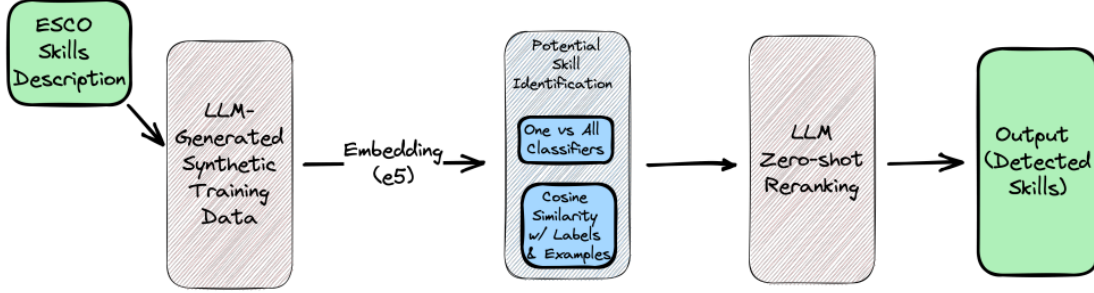 ESCO
Skills
Description
LLM-
Generated
Synthetic
Training
Data
Embedding
(e5)
Potential
Skill
Identification
One vs All
Classifiers
Cosine
Similarity
w/ Labels
& Examples
LLM
Zero-shot
Reranking
Output
(Detected
Skills)